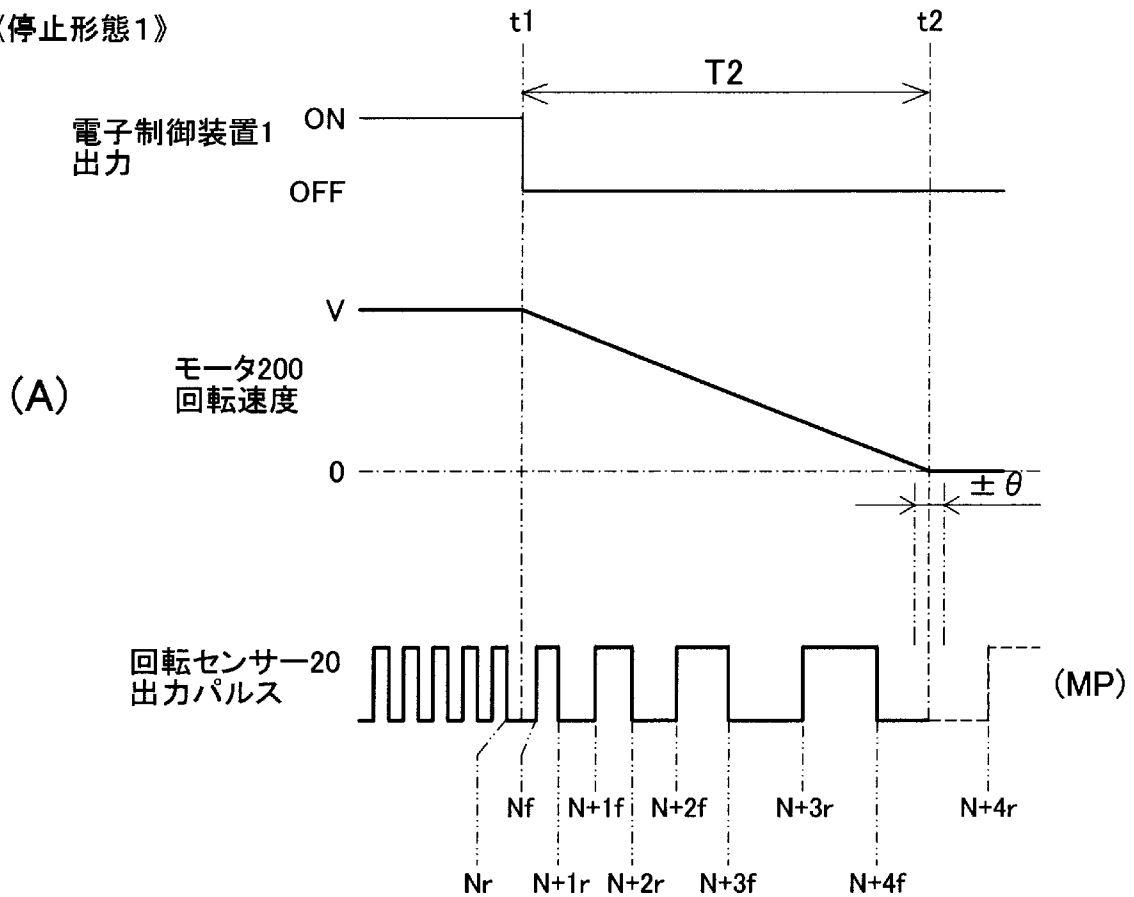 《停止形態1》
t1
t2
T2
電子制御装置1
出力
ON
OFF
V
(A)
モータ200
回転速度
0
±θ
回転センサー20
出力パルス
(MP)
Nf
N+1f
N+2f
N+3r
N+4r
Nr
N+1r
N+2r
N+3f
N+4f